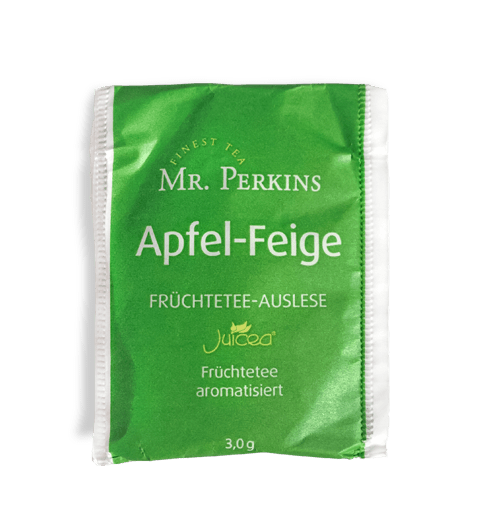 FINEST TEA
MR. PERKINS
Apfel-Feige
FRÜCHTETEE-AUSLESE
Juicea®
Früchtetee
aromatisiert
3,0 g